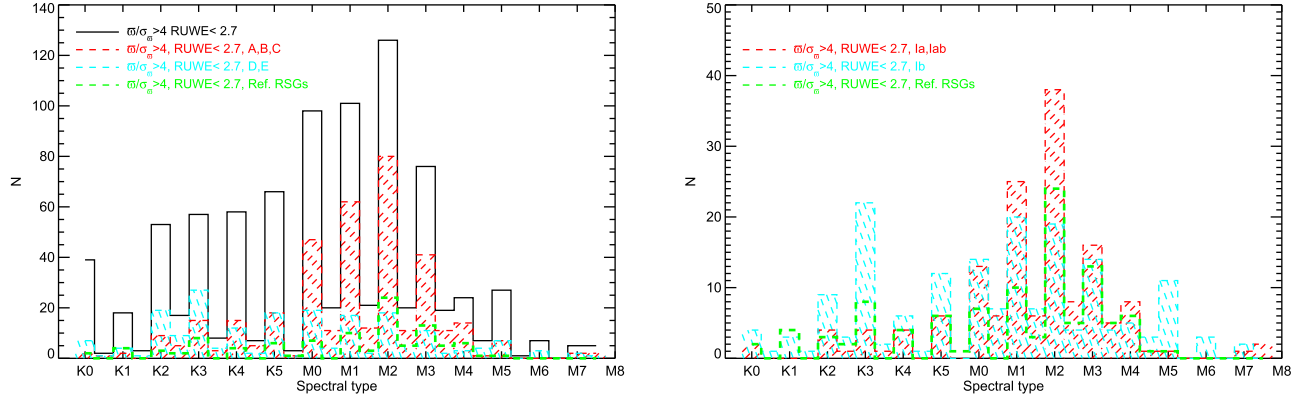 140
120
100
80
60
40
20
0
N
ϖ/σϖ>4 RUWE< 2.7
ϖ/σϖ>4, RUWE< 2.7, A,B,C
ϖ/σϖ>4, RUWE< 2.7, D,E
ϖ/σϖ>4, RUWE< 2.7, Ref. RSGs
K0 K1 K2 K3 K4 K5 M0 M1 M2 M3 M4 M5 M6 M7 M8
Spectral type
50
40
30
20
10
0
N
ϖ/σϖ>4, RUWE< 2.7, Ia,Iab
ϖ/σϖ>4, RUWE< 2.7, Ib
ϖ/σϖ>4, RUWE< 2.7, Ref. RSGs
K0 K1 K2 K3 K4 K5 M0 M1 M2 M3 M4 M5 M6 M7 M8
Spectral type